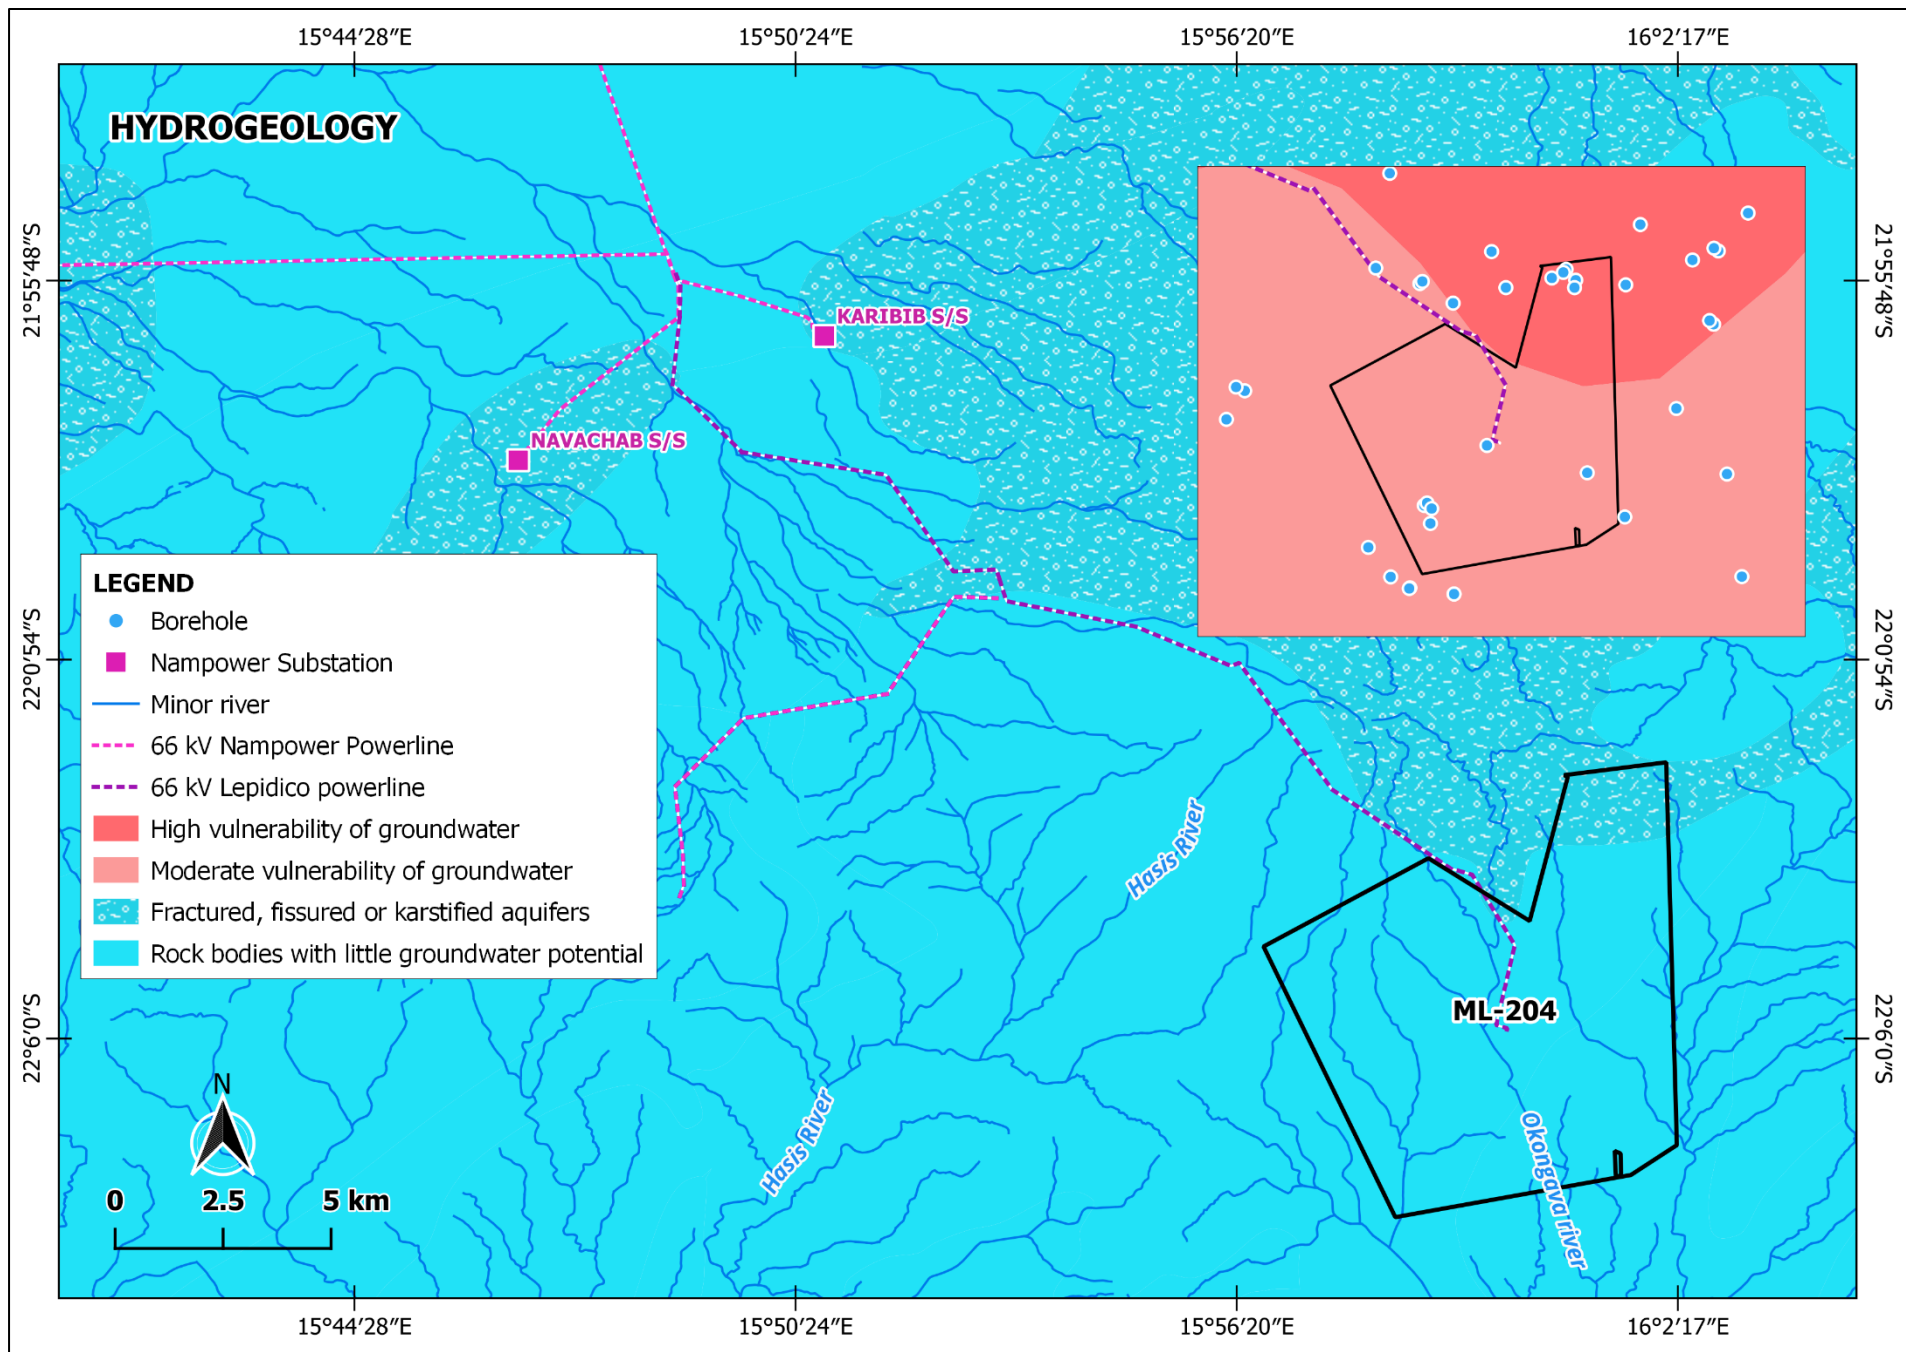 15°44′28″E
15°50′24″E
15°56′20″E
16°2′17″E
HYDROGEOLOGY
21°55′48″S
21°55′48″S
KARIBIB S/S
NAVACHAB S/S
LEGEND
Borehole
Nampower Substation
Minor river
66 kV Nampower Powerline
66 kV Lepidico powerline
High vulnerability of groundwater
Moderate vulnerability of groundwater
Fractured, fissured or karstified aquifers
Rock bodies with little groundwater potential
22°0′54″S
22°0′54″S
Hasis River
ML-204
22°6′0″S
22°6′0″S
N
Hasis River
Okongava river
0 2.5 5 km
15°44′28″E
15°50′24″E
15°56′20″E
16°2′17″E